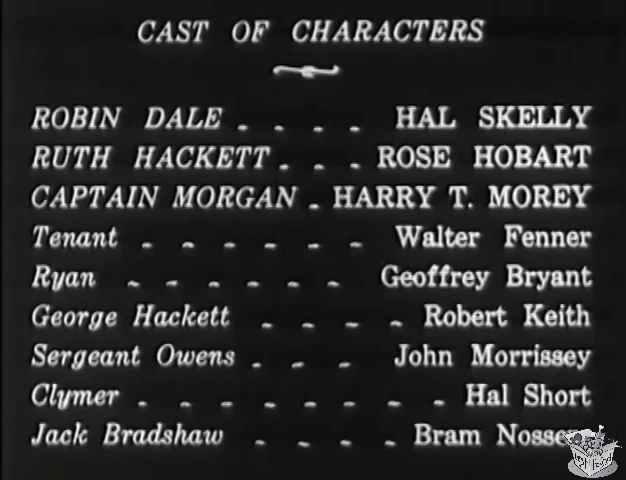 CAST OF CHARACTERS
ROBIN DALE . . . . HAL SKELLY
RUTH HACKETT . . . ROSE HOBART
CAPTAIN MORGAN . HARRY T. MOREY
Tenant . . . . . . Walter Fenner
Ryan . . . . . . Geoffrey Bryant
George Hackett . . . . Robert Keith
Sergeant Owens . . . John Morrissey
Clymer . . . . . . . . Hal Short
Jack Bradshaw . . . . Bram